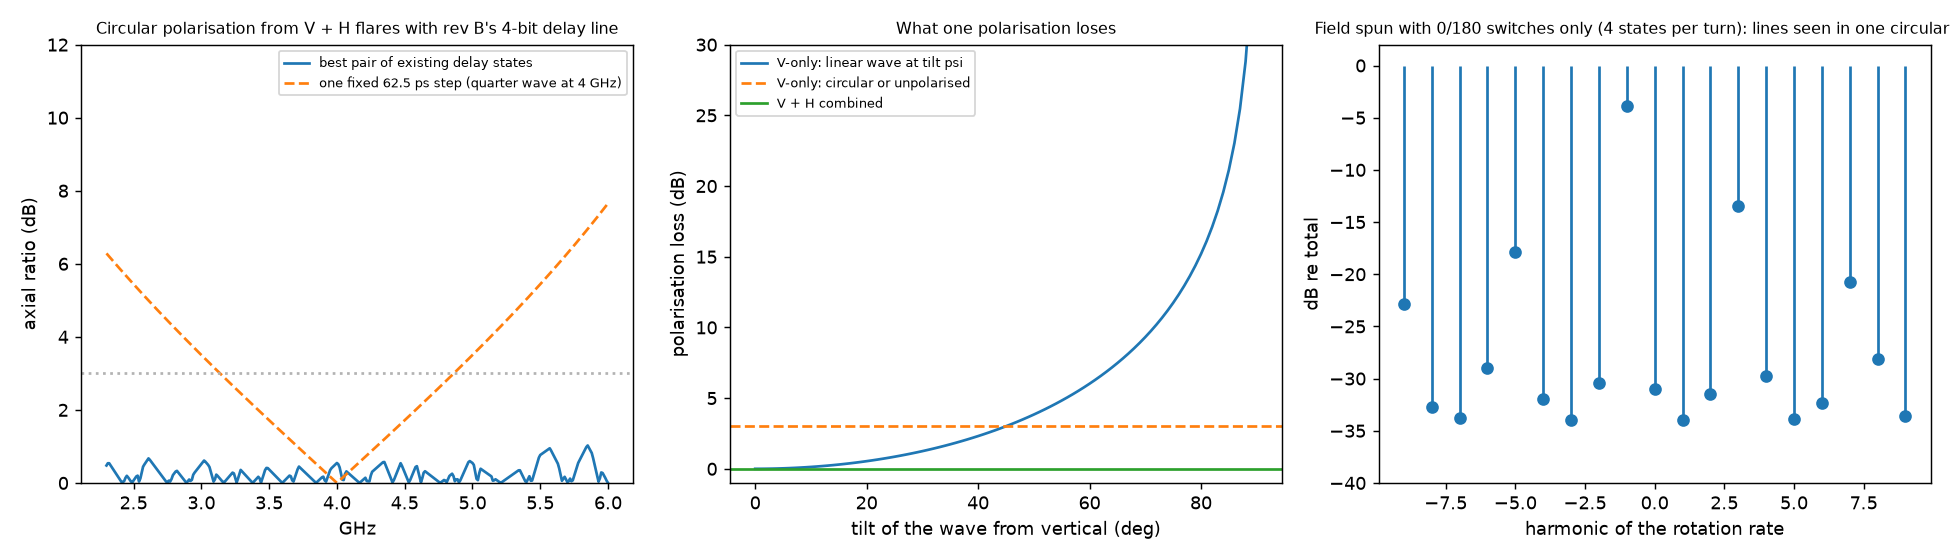 Circular polarisation from V + H flares with rev B's 4-bit delay line
12
10
8
6
4
2
0
axial ratio (dB)
best pair of existing delay states
one fixed 62.5 ps step (quarter wave at 4 GHz)
2.5 3.0 3.5 4.0 4.5 5.0 5.5 6.0
GHz
What one polarisation loses
30
25
20
15
10
5
0
polarisation loss (dB)
V-only: linear wave at tilt psi
V-only: circular or unpolarised
V + H combined
0 20 40 60 80
tilt of the wave from vertical (deg)
Field spun with 0/180 switches only (4 states per turn): lines seen in one circular
0
−5
−10
−15
−20
−25
−30
−35
−40
dB re total
−7.5 −5.0 −2.5 0.0 2.5 5.0 7.5
harmonic of the rotation rate